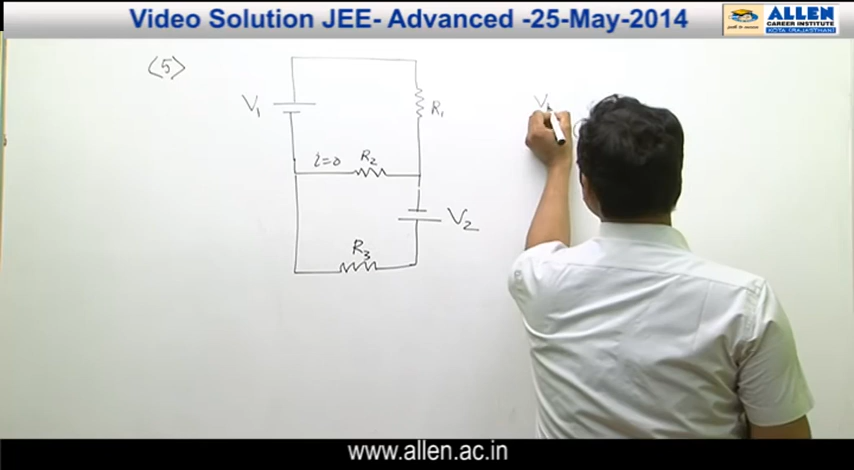 Video Solution JEE- Advanced -25-May-2014
ALLEN
CAREER INSTITUTE
KOTA (RAJASTHAN)
(5)
V1
R1
i=0
R2
V2
R3
www.allen.ac.in